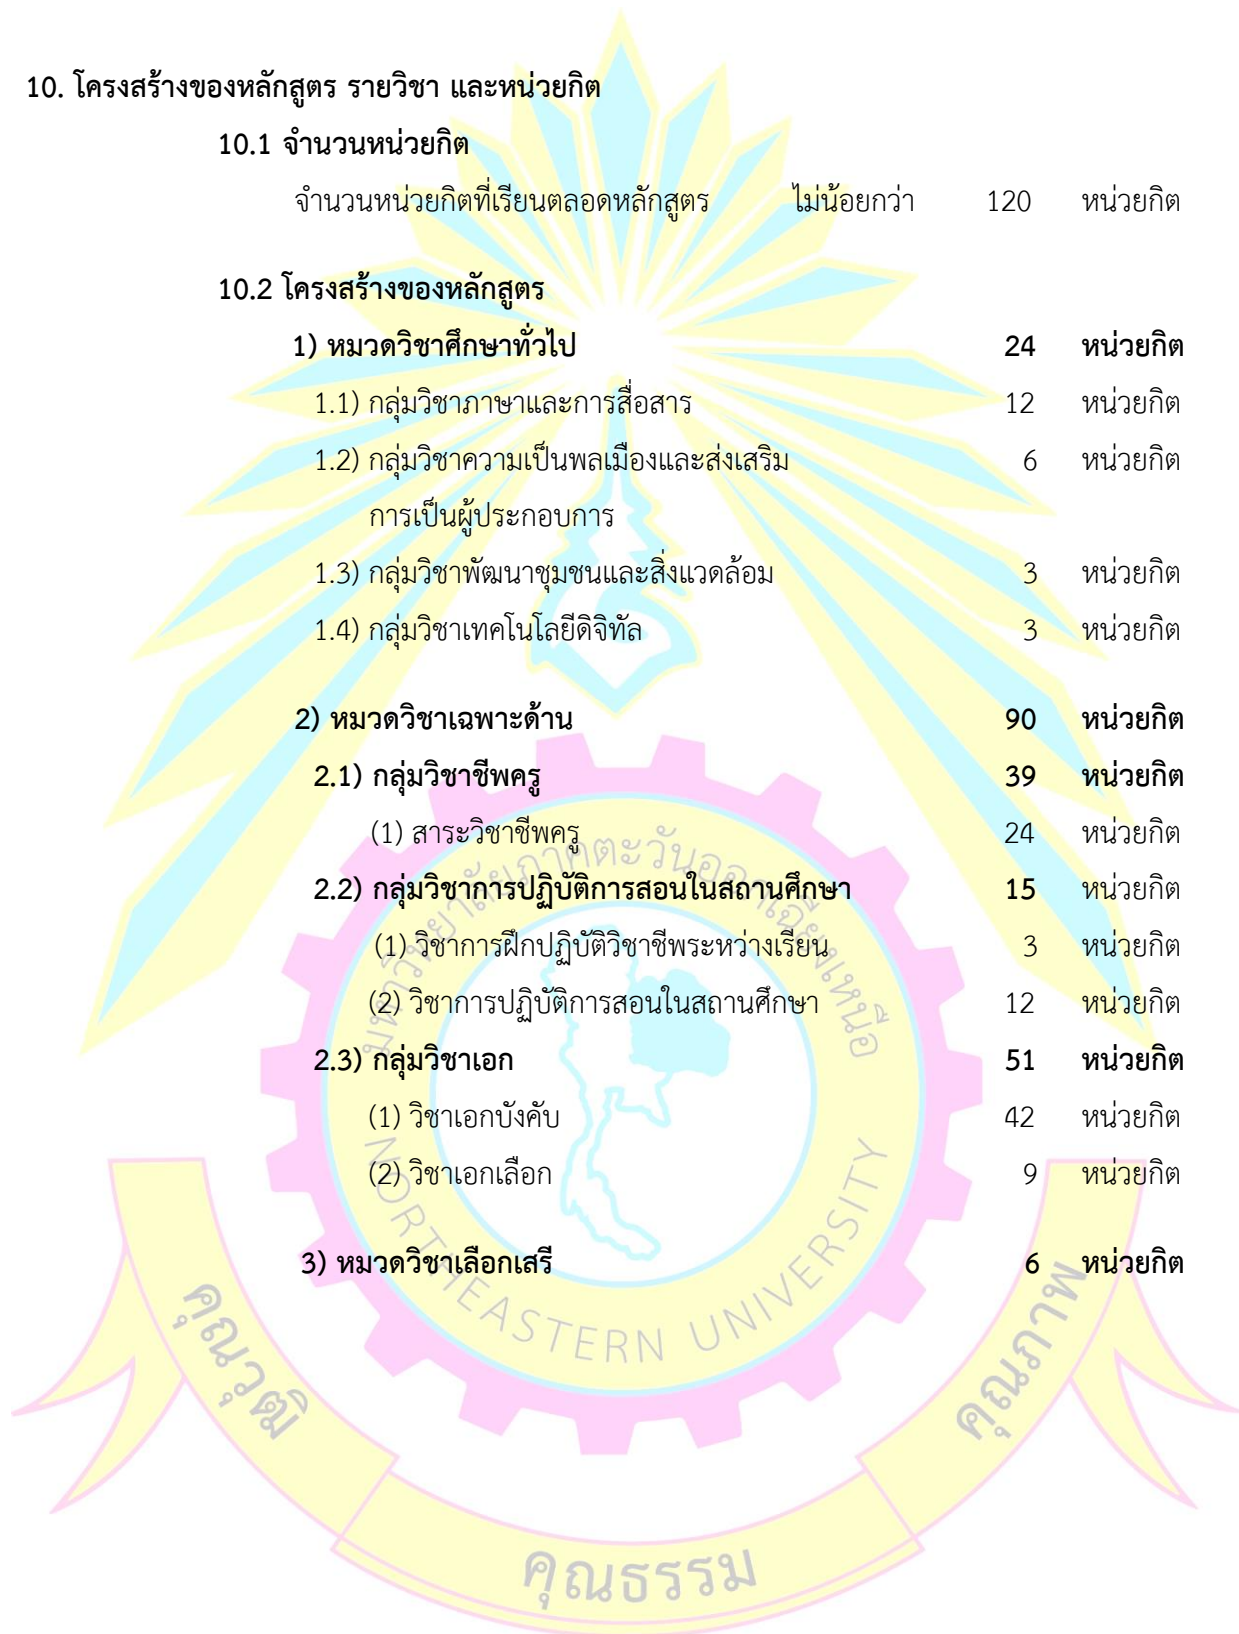 10. โครงสร้างของหลักสูตร รายวิชา และหน่วยกิต
10.1 จำนวนหน่วยกิต
จำนวนหน่วยกิตที่เรียนตลอดหลักสูตร ไม่น้อยกว่า 120 หน่วยกิต
10.2 โครงสร้างของหลักสูตร
1) หมวดวิชาศึกษาทั่วไป 24 หน่วยกิต
1.1) กลุ่มวิชาภาษาและการสื่อสาร 12 หน่วยกิต
1.2) กลุ่มวิชาความเป็นพลเมืองและส่งเสริม 6 หน่วยกิต
การเป็นผู้ประกอบการ
1.3) กลุ่มวิชาพัฒนาชุมชนและสิ่งแวดล้อม 3 หน่วยกิต
1.4) กลุ่มวิชาเทคโนโลยีดิจิทัล 3 หน่วยกิต
2) หมวดวิชาเฉพาะด้าน 90 หน่วยกิต
2.1) กลุ่มวิชาชีพครู 39 หน่วยกิต
(1) สาระวิชาชีพครู 24 หน่วยกิต
2.2) กลุ่มวิชาการปฏิบัติการสอนในสถานศึกษา 15 หน่วยกิต
(1) วิชาการฝึกปฏิบัติวิชาชีพระหว่างเรียน 3 หน่วยกิต
(2) วิชาการปฏิบัติการสอนในสถานศึกษา 12 หน่วยกิต
2.3) กลุ่มวิชาเอก 51 หน่วยกิต
(1) วิชาเอกบังคับ 42 หน่วยกิต
(2) วิชาเอกเลือก 9 หน่วยกิต
3) หมวดวิชาเลือกเสรี 6 หน่วยกิต
มหาวิทยาลัยภาคตะวันออกเฉียงเหนือ
NORTHEASTERN UNIVERSITY
คุณวุฒิ
คุณธรรม
คุณภาพ